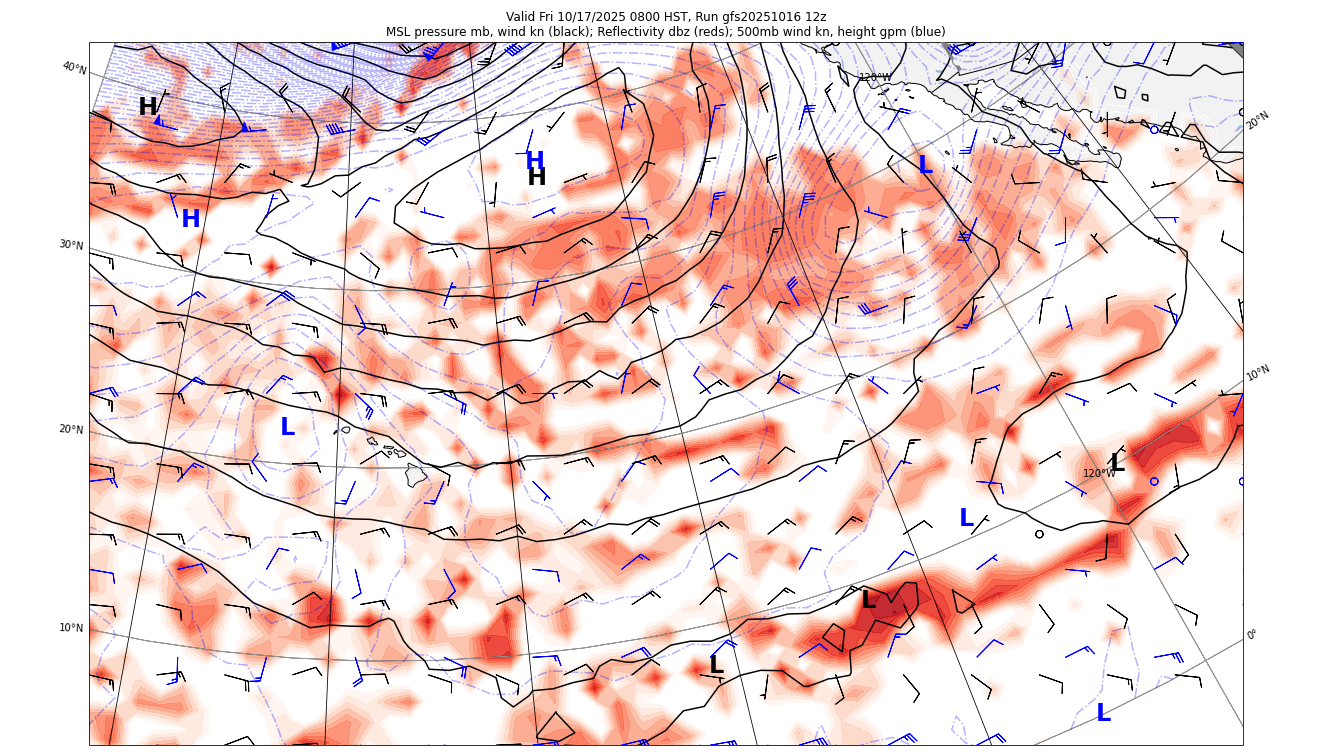 Valid Fri 10/17/2025 0800 HST, Run gfs20251016 12z
MSL pressure mb, wind kn (black); Reflectivity dbz (reds); 500mb wind kn, height gpm (blue)
40°N
120°W
20°N
H
H
L
H
H
30°N
10°N
L
20°N
L
120°W
L
L
10°N
0°
L
L